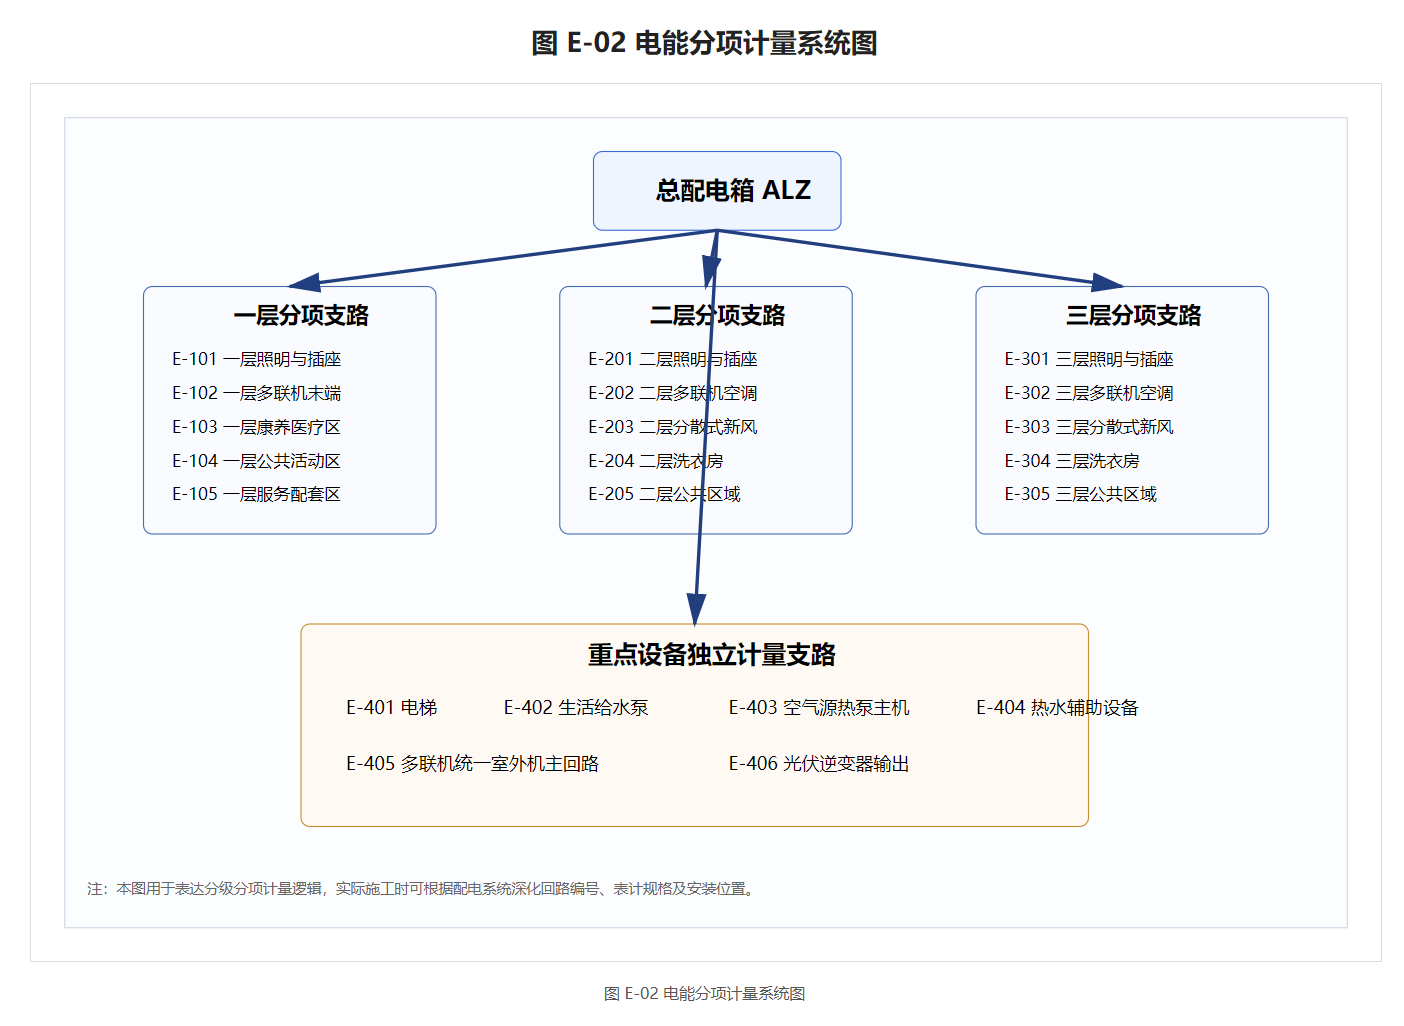 图 E-02 电能分项计量系统图
总配电箱 ALZ
一层分项支路
E-101 一层照明与插座
E-102 一层多联机末端
E-103 一层康养医疗区
E-104 一层公共活动区
E-105 一层服务配套区
二层分项支路
E-201 二层照明与插座
E-202 二层多联机空调
E-203 二层分散式新风
E-204 二层洗衣房
E-205 二层公共区域
三层分项支路
E-301 三层照明与插座
E-302 三层多联机空调
E-303 三层分散式新风
E-304 三层洗衣房
E-305 三层公共区域
重点设备独立计量支路
E-401 电梯
E-402 生活给水泵
E-403 空气源热泵主机
E-404 热水辅助设备
E-405 多联机统一室外机主回路
E-406 光伏逆变器输出
注：本图用于表达分级分项计量逻辑，实际施工时可根据配电系统深化回路编号、表计规格及安装位置。
图 E-02 电能分项计量系统图